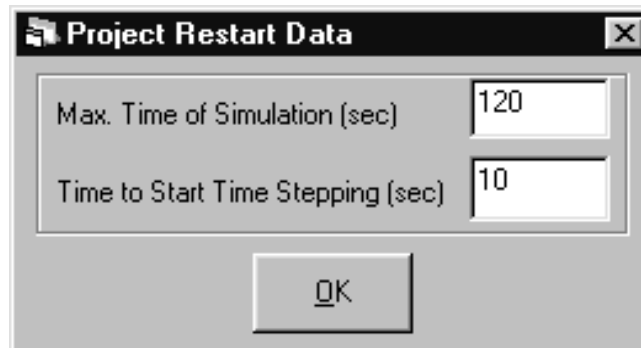 Project Restart Data
Max. Time of Simulation (sec) 120
Time to Start Time Stepping (sec) 10
OK